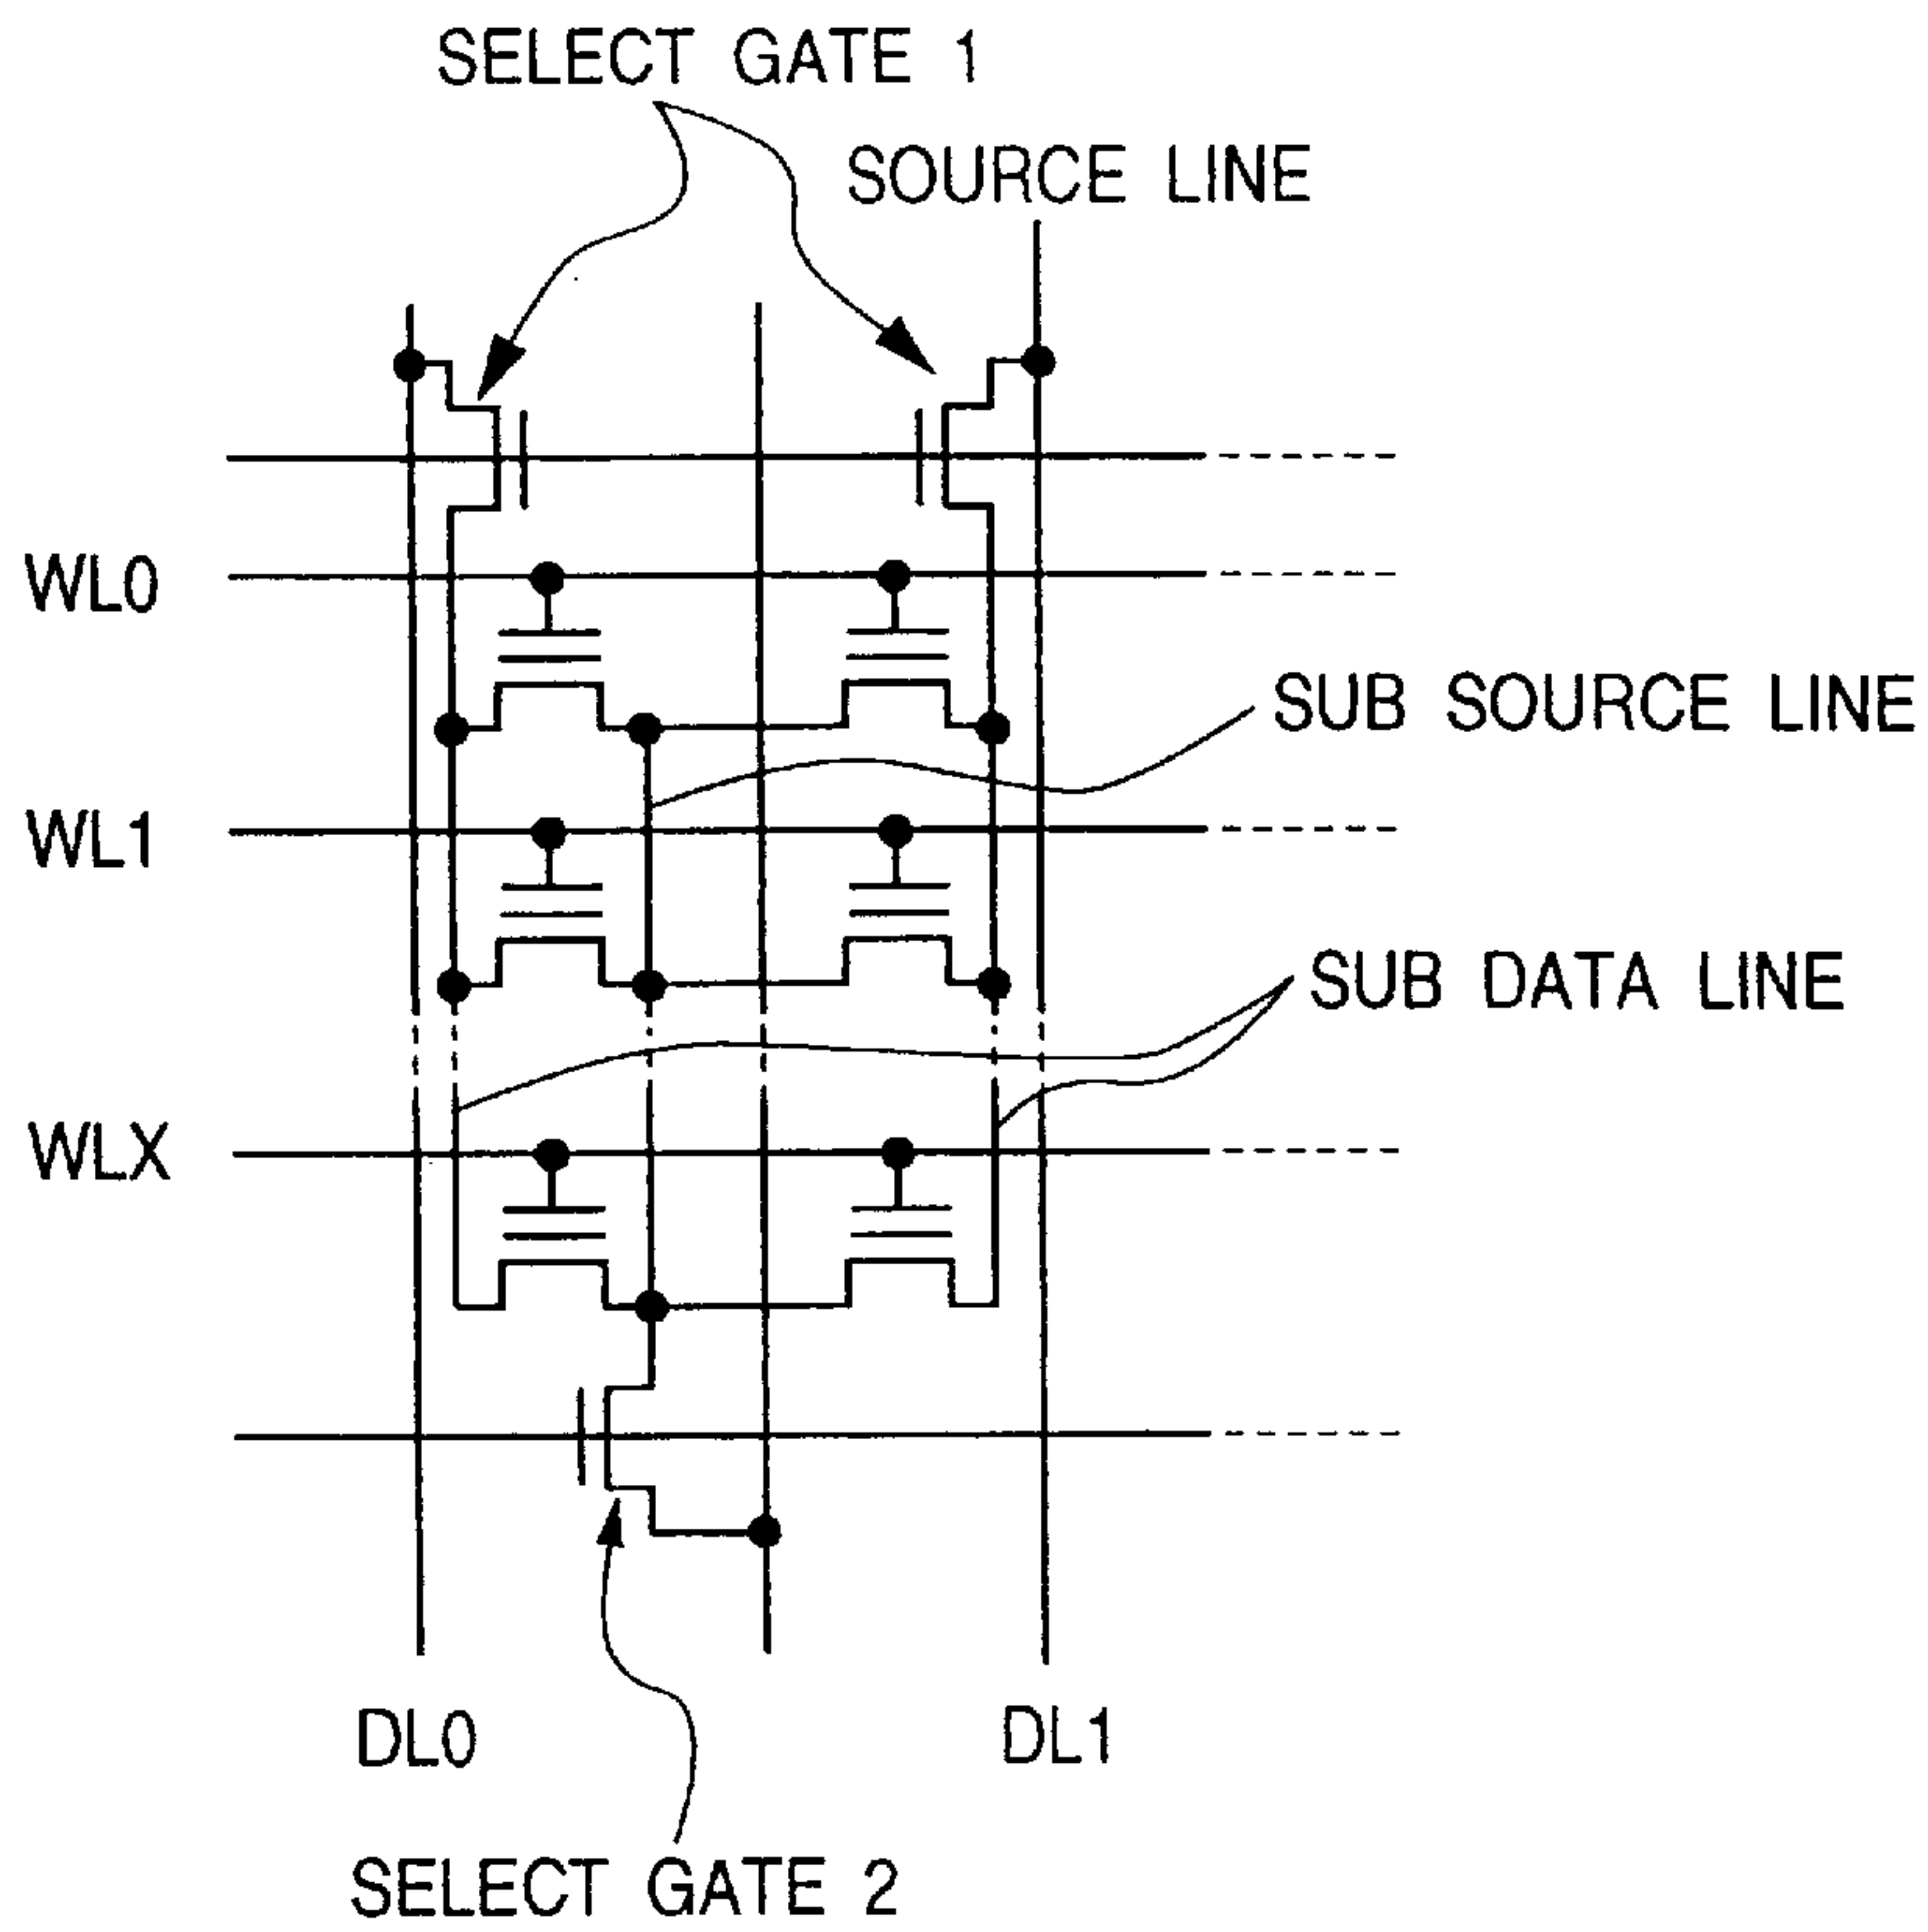 SELECT GATE 1
SOURCE LINE
WL0
SUB SOURCE LINE
WL1
SUB DATA LINE
WLX
DL0
DL1
SELECT GATE 2